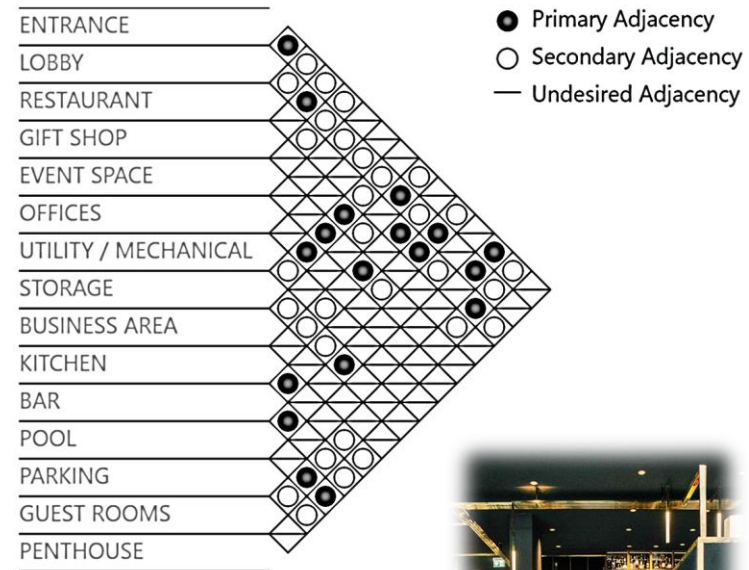 ENTRANCE
LOBBY
RESTAURANT
GIFT SHOP
EVENT SPACE
OFFICES
UTILITY / MECHANICAL
STORAGE
BUSINESS AREA
KITCHEN
BAR
POOL
PARKING
GUEST ROOMS
PENTHOUSE
Primary Adjacency
Secondary Adjacency
Undesired Adjacency